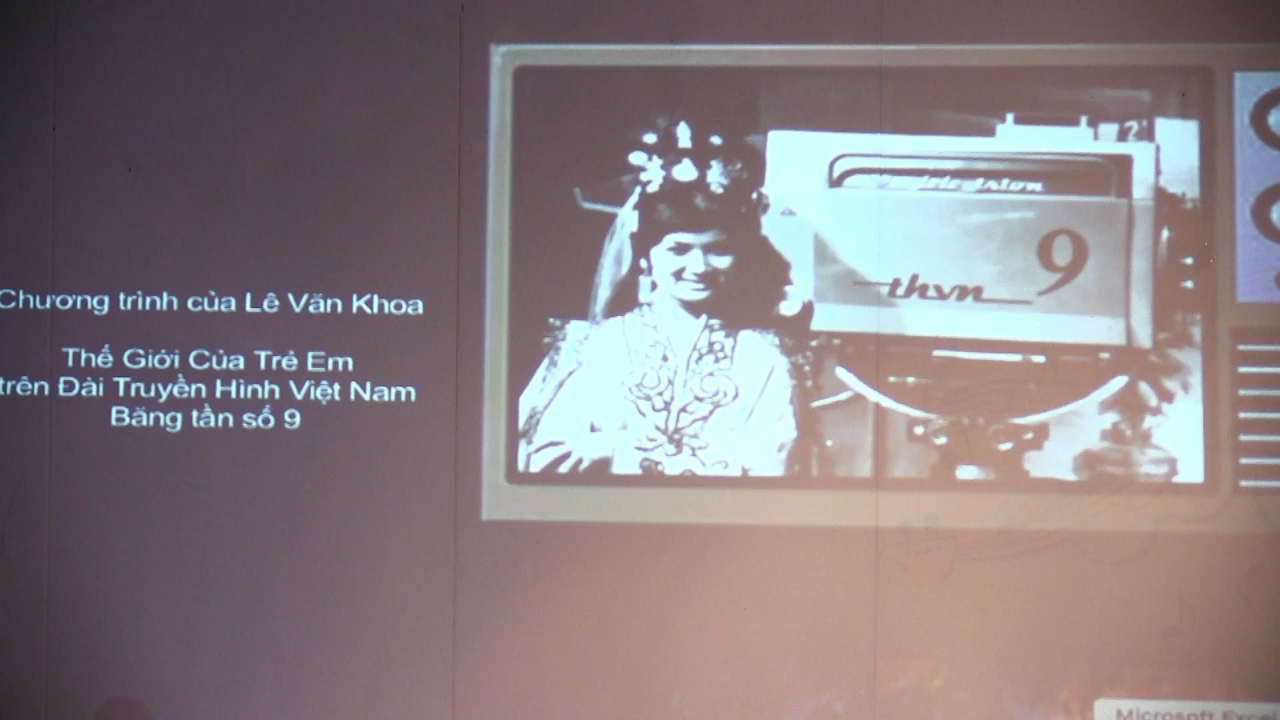 Chương trình của Lê Văn Khoa
Thế Giới Của Trẻ Em
trên Đài Truyền Hình Việt Nam
Băng tần số 9
thvn 9
Microsoft Excel